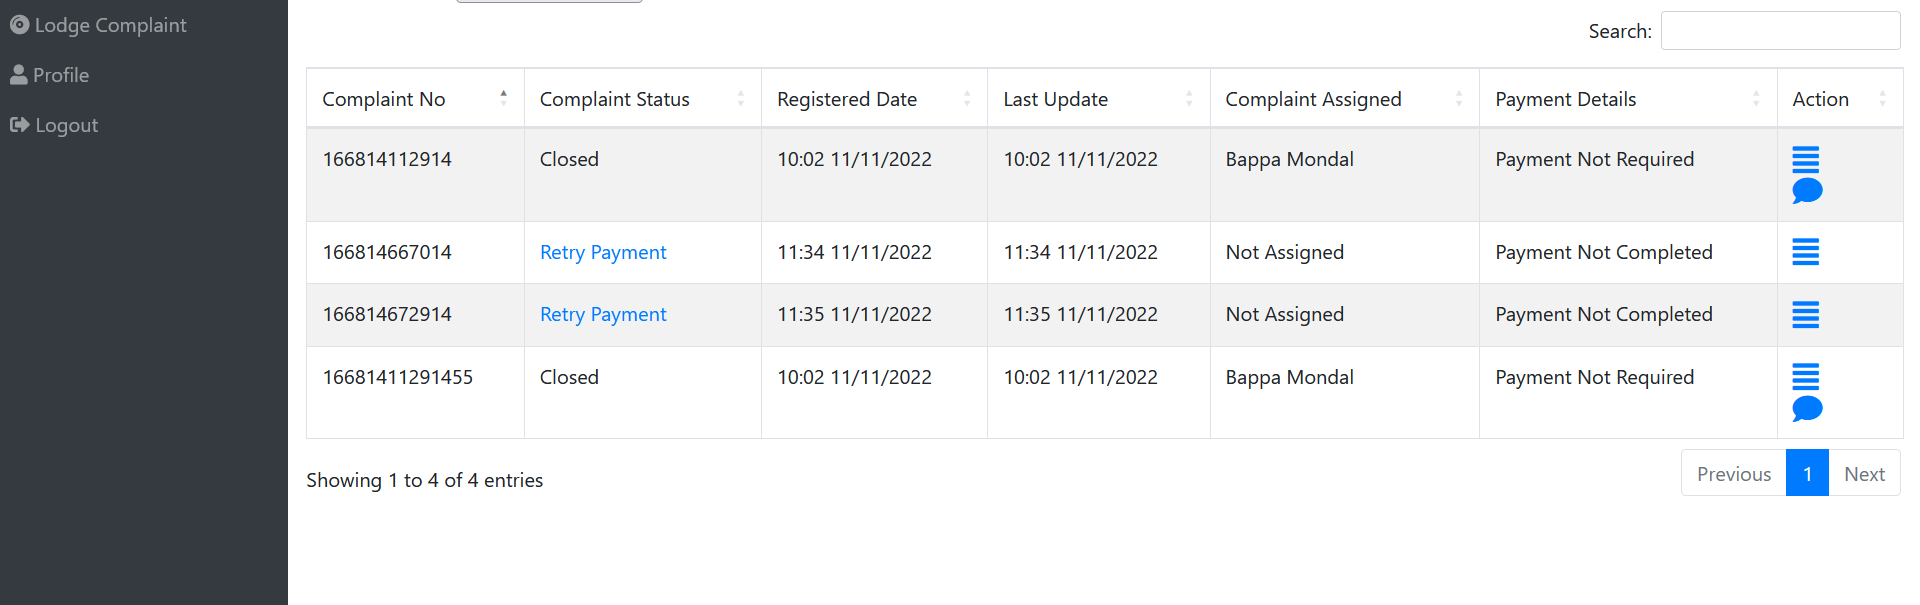 Lodge Complaint
Profile
Logout
Search:
Complaint No Complaint Status Registered Date Last Update Complaint Assigned Payment Details Action
166814112914 Closed 10:02 11/11/2022 10:02 11/11/2022 Bappa Mondal Payment Not Required
166814667014 Retry Payment 11:34 11/11/2022 11:34 11/11/2022 Not Assigned Payment Not Completed
166814672914 Retry Payment 11:35 11/11/2022 11:35 11/11/2022 Not Assigned Payment Not Completed
16681411291455 Closed 10:02 11/11/2022 10:02 11/11/2022 Bappa Mondal Payment Not Required
Showing 1 to 4 of 4 entries
Previous 1 Next